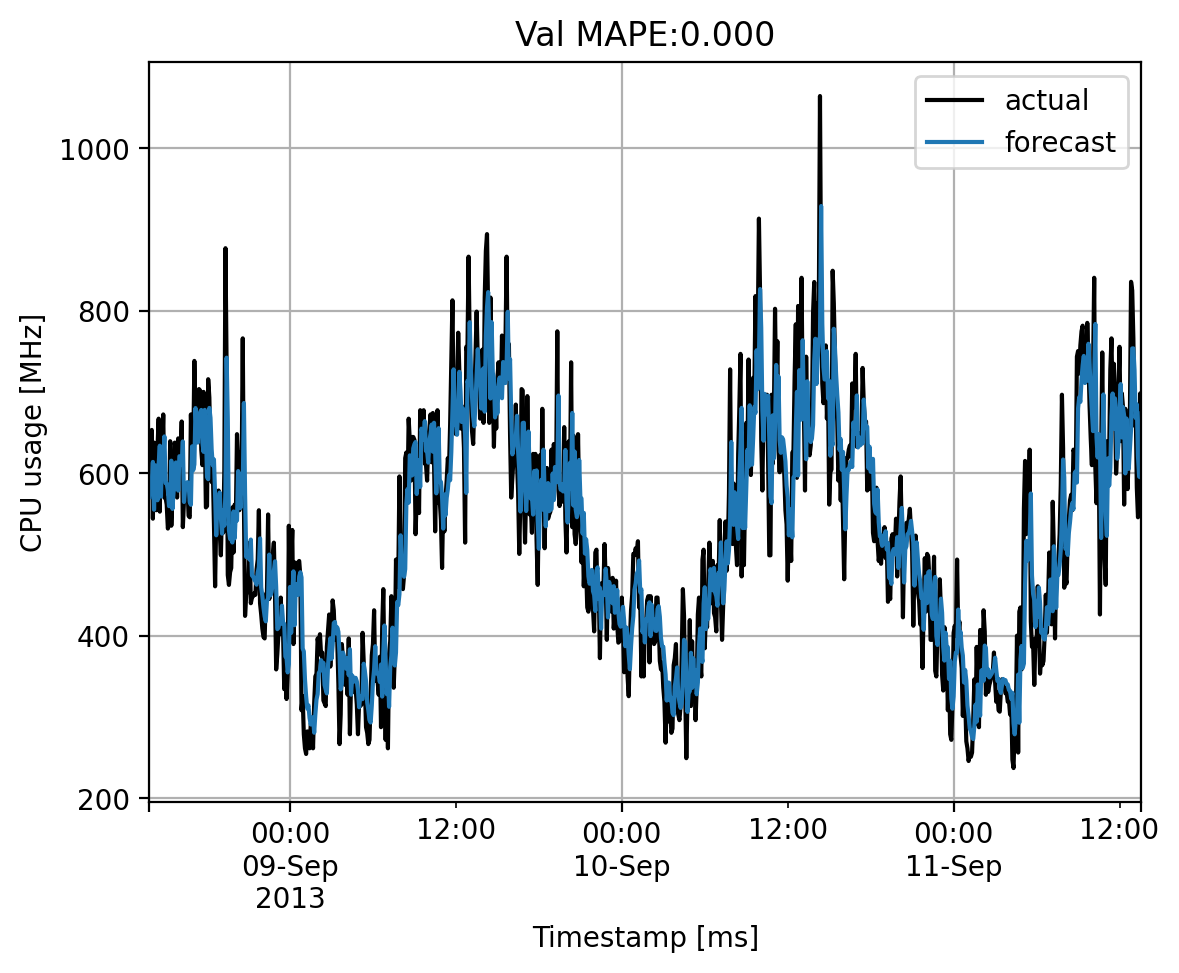 Val MAPE:0.000
actual
forecast
CPU usage [MHz]
1000
800
600
400
200
00:00
09-Sep
2013
12:00
00:00
10-Sep
12:00
00:00
11-Sep
12:00
Timestamp [ms]